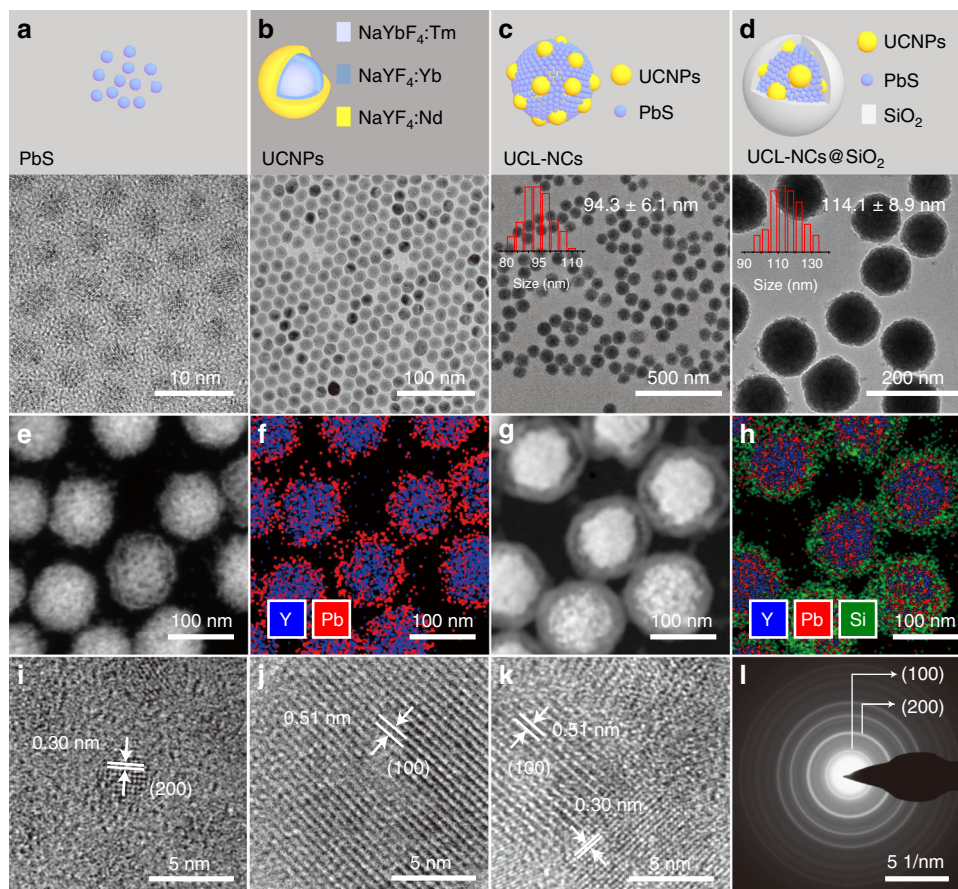 a
PbS
b
NaYbF₄:Tm
NaYF₄:Yb
NaYF₄:Nd
UCNPs
c
UCNPs
PbS
UCL-NCs
d
UCNPs
PbS
SiO₂
UCL-NCs@SiO₂
10 nm
100 nm
94.3 ± 6.1 nm
80 95 110
Size (nm)
500 nm
114.1 ± 8.9 nm
90 110 130
Size (nm)
200 nm
e
100 nm
f
Y Pb
100 nm
g
100 nm
h
Y Pb Si
100 nm
i
0.30 nm
(200)
5 nm
j
0.51 nm
(100)
5 nm
k
0.51 nm
(100)
0.30 nm
5 nm
l
(100)
(200)
5 1/nm